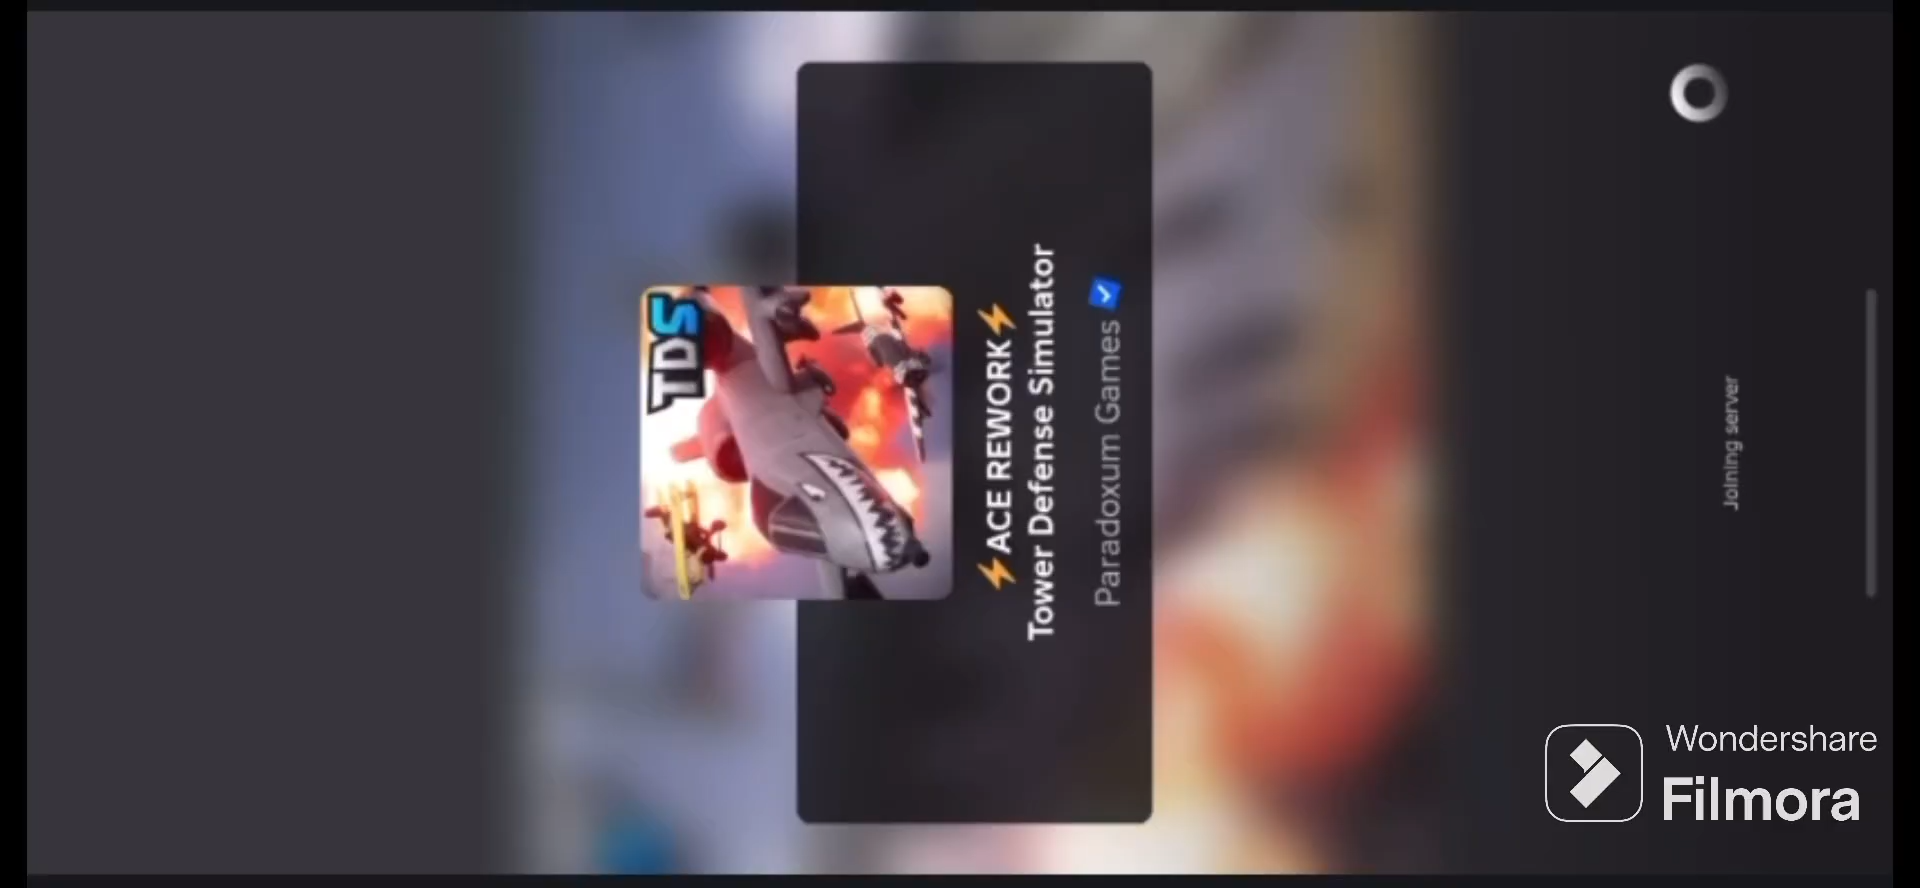 TDS
⚡ACE REWORK⚡
Tower Defense Simulator
Paradoxum Games
Joining server
Wondershare
Filmora